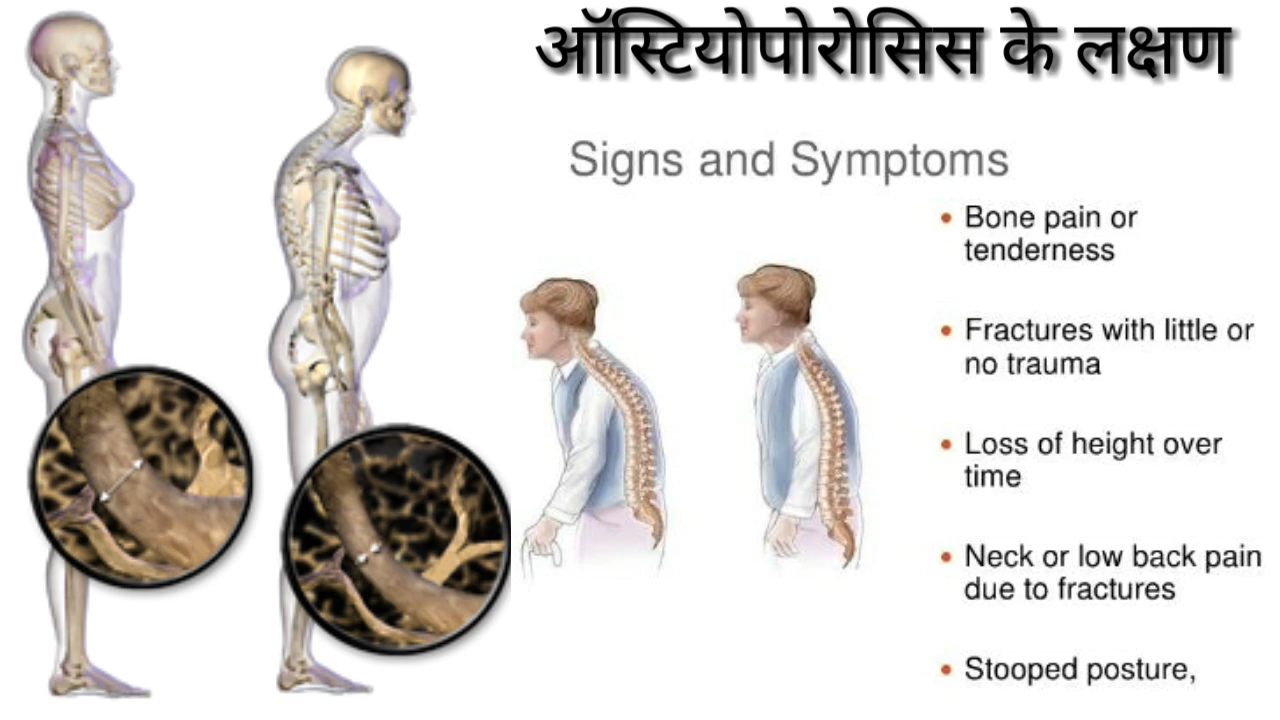 ऑस्टियोपोरोसिस के लक्षण
Signs and Symptoms
• Bone pain or
tenderness
• Fractures with little or
no trauma
• Loss of height over
time
• Neck or low back pain
due to fractures
• Stooped posture,